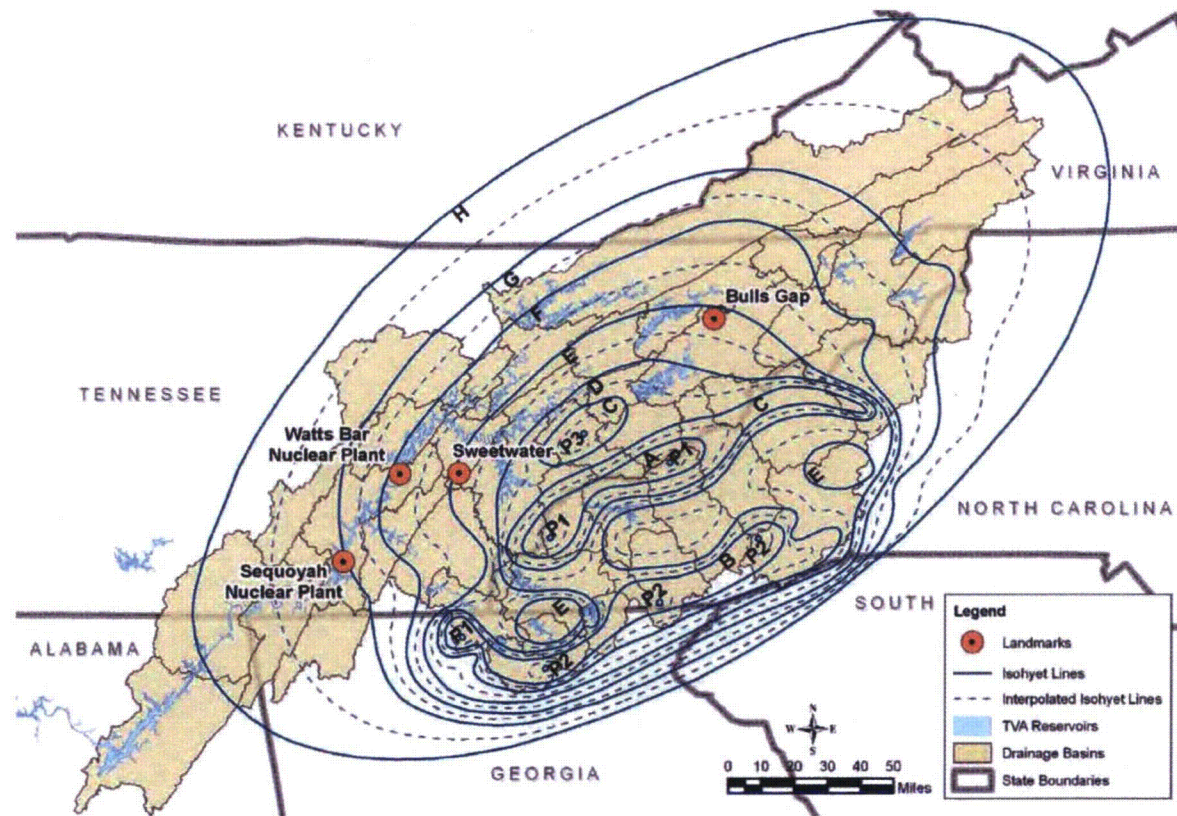 KENTUCKY
VIRGINIA
H
G
F
Bulls Gap
E
D
TENNESSEE
C
C
Watts Bar
Nuclear Plant
Sweetwater
P3
A
P1
E
NORTH CAROLINA
P1
B
P2
Sequoyah
Nuclear Plant
P2
E
SOUTH
ALABAMA
P2
GEORGIA
N
W
E
S
0 10 20 30 40 50
Miles
Legend
Landmarks
Isohyet Lines
Interpolated Isohyet Lines
TVA Reservoirs
Drainage Basins
State Boundaries